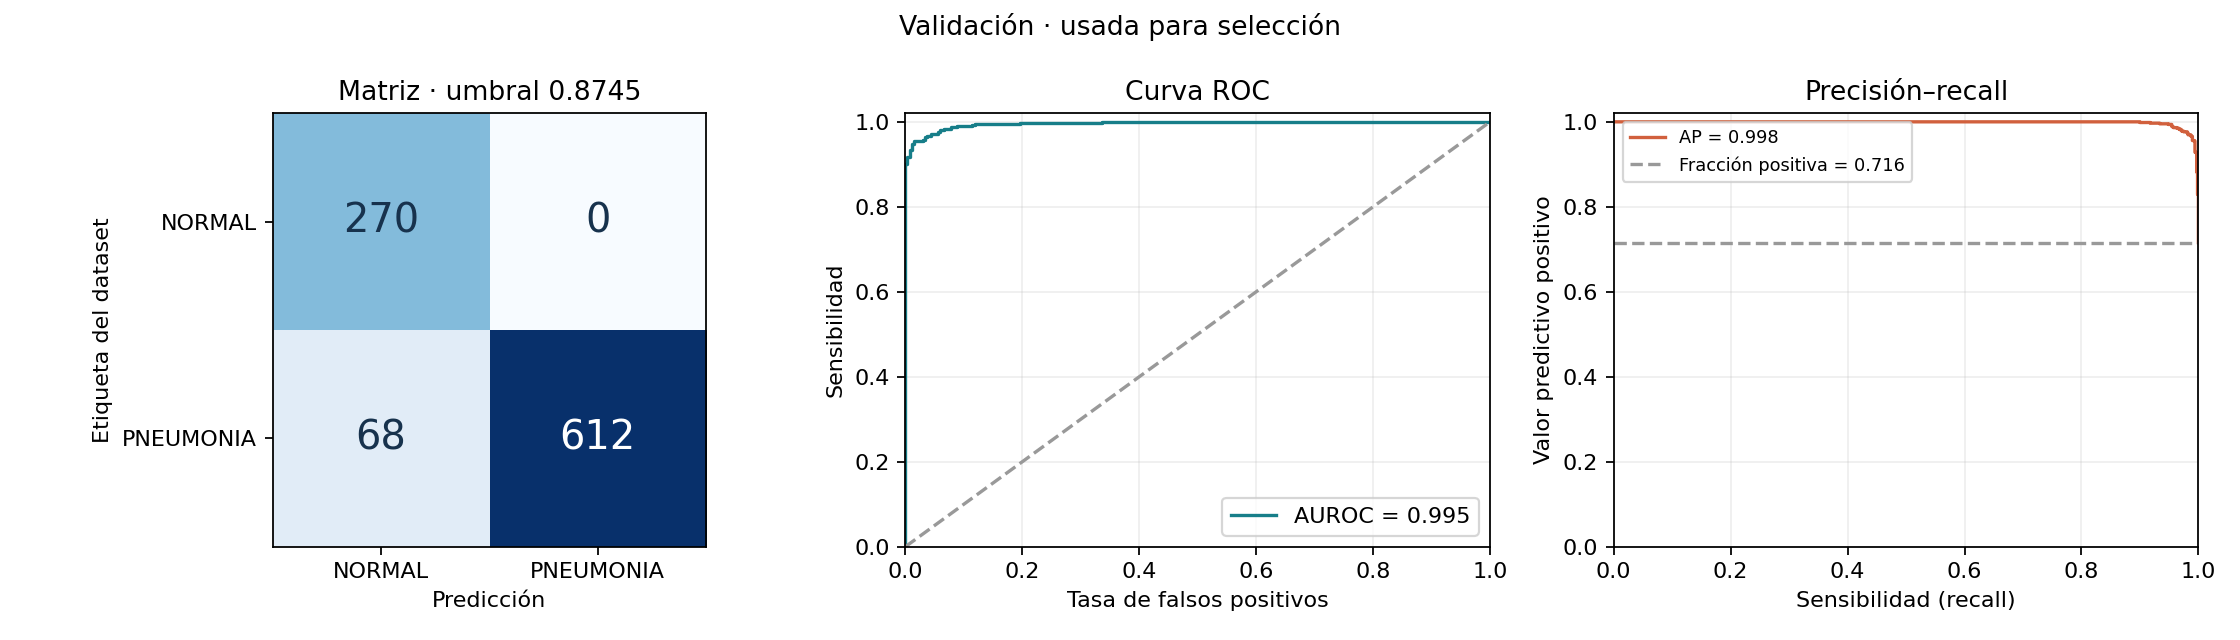 Validación · usada para selección
Matriz · umbral 0.8745
Etiqueta del dataset
NORMAL
PNEUMONIA
270
0
68
612
NORMAL
PNEUMONIA
Predicción
Curva ROC
Sensibilidad
1.0
0.8
0.6
0.4
0.2
0.0
AUROC = 0.995
0.0
0.2
0.4
0.6
0.8
1.0
Tasa de falsos positivos
Precisión–recall
Valor predictivo positivo
1.0
0.8
0.6
0.4
0.2
0.0
AP = 0.998
Fracción positiva = 0.716
0.0
0.2
0.4
0.6
0.8
1.0
Sensibilidad (recall)